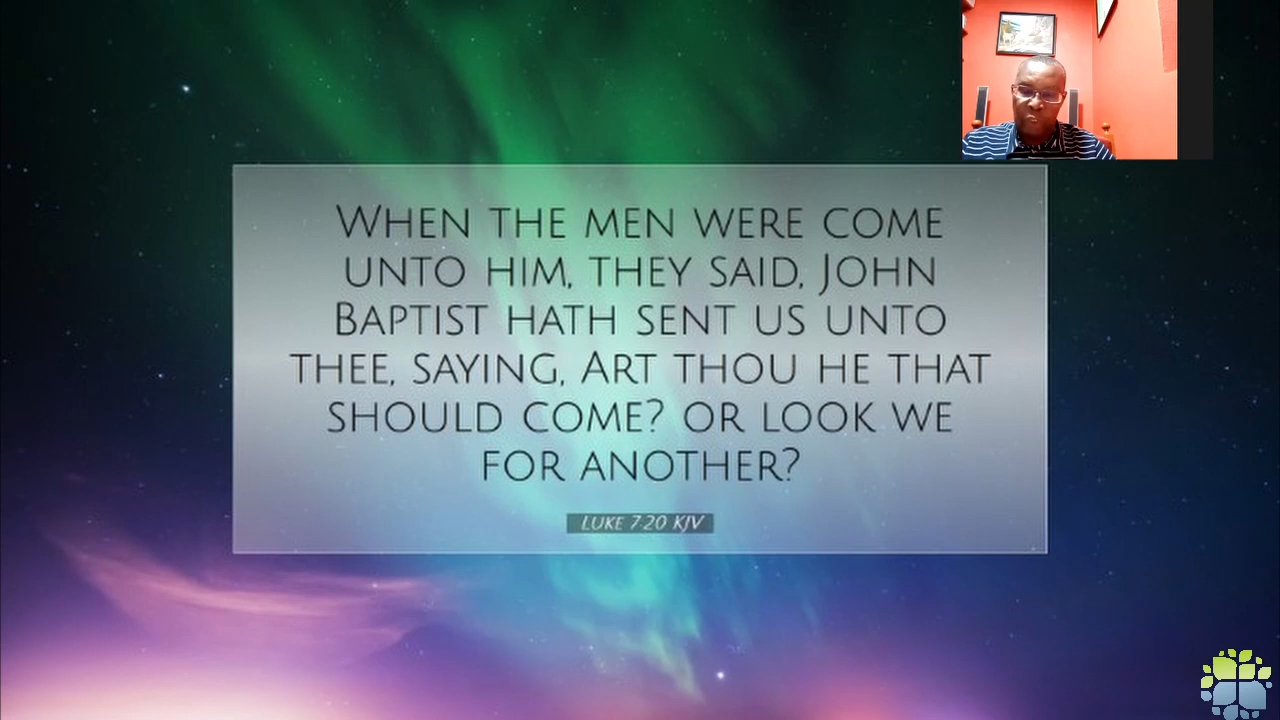 When the men were come
unto him, they said, John
Baptist hath sent us unto
thee, saying, Art thou he that
should come? or look we
for another?
Luke 7:20 KJV